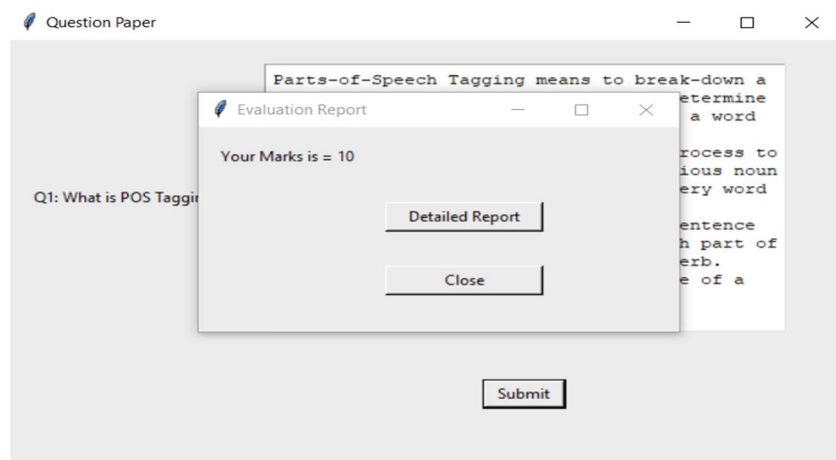 Question Paper
Parts-of-Speech Tagging means to break-down a
etermine
Evaluation Report
a word
Your Marks is = 10
rocess to
ious noun
Q1: What is POS Taggin
ery word
Detailed Report
entence
h part of
erb.
Close
e of a
Submit